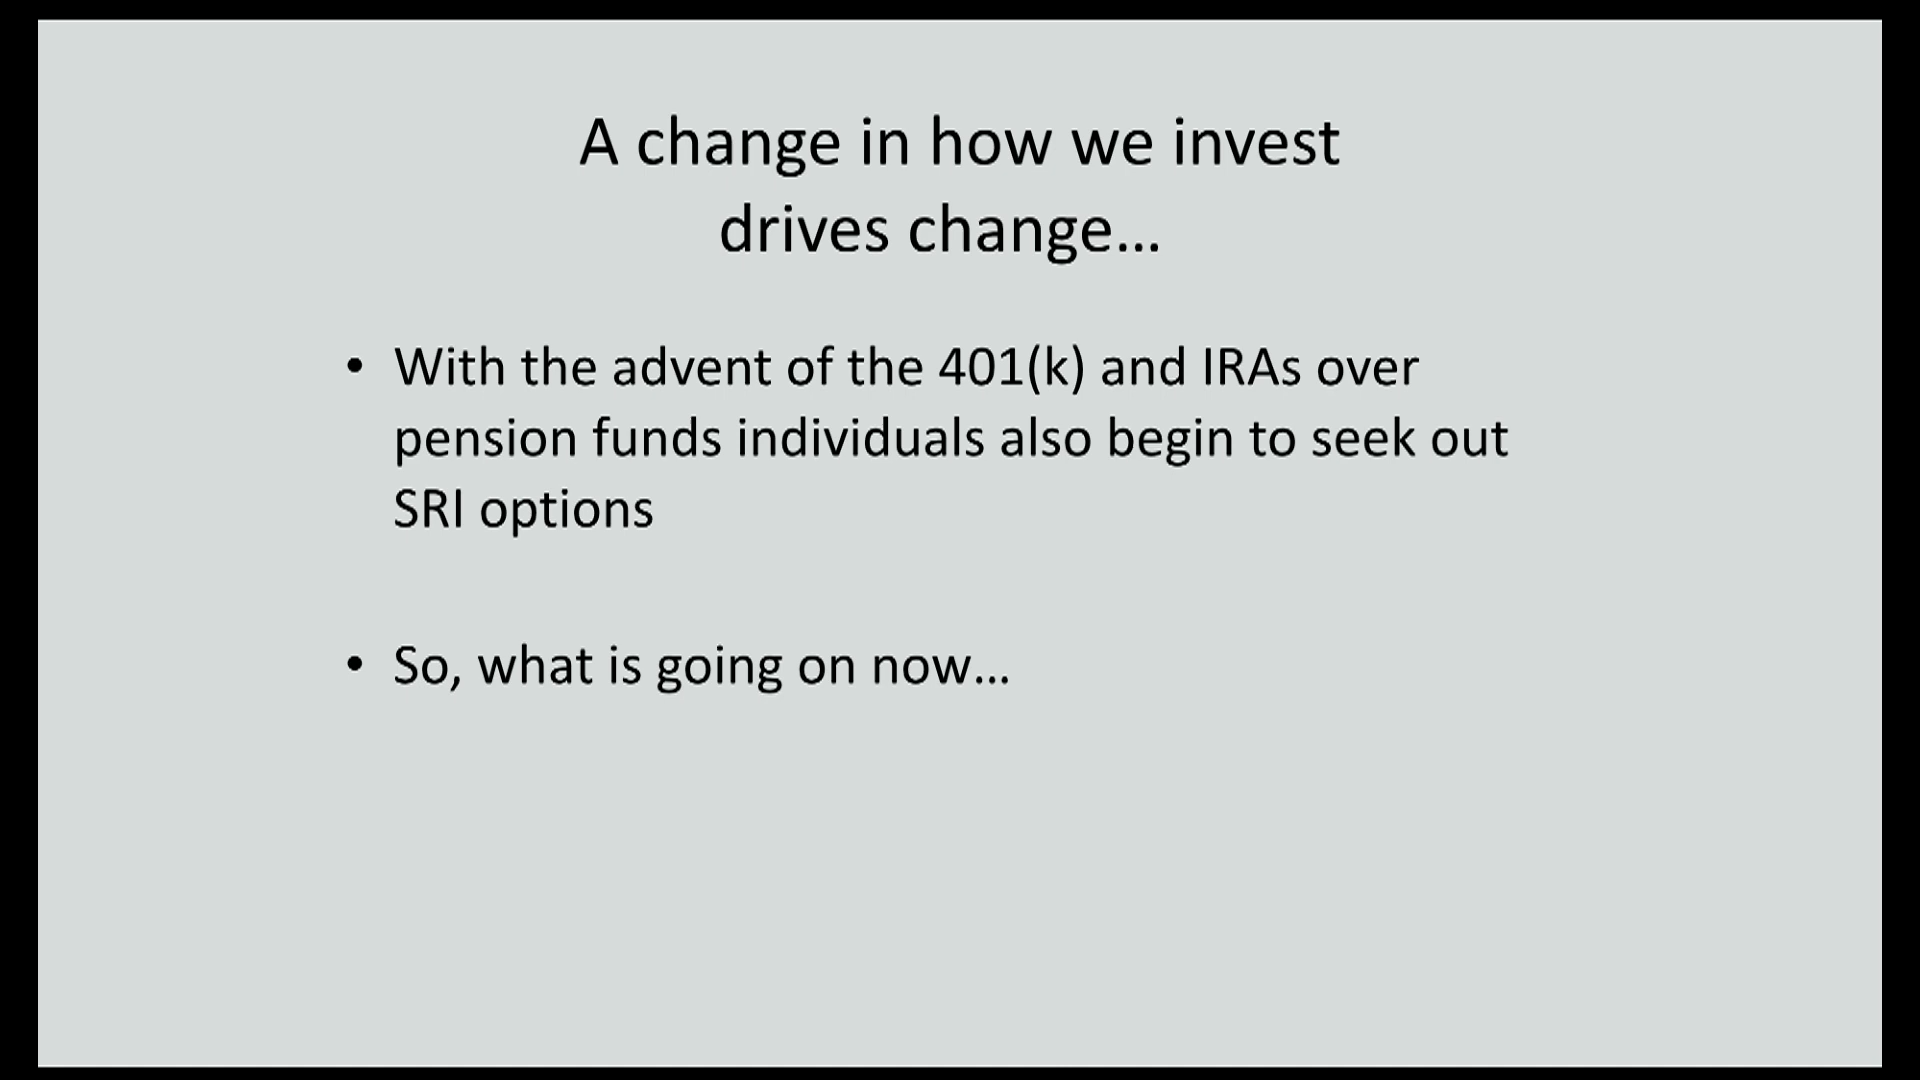 A change in how we invest
drives change...
• With the advent of the 401(k) and IRAs over
pension funds individuals also begin to seek out
SRI options
• So, what is going on now...